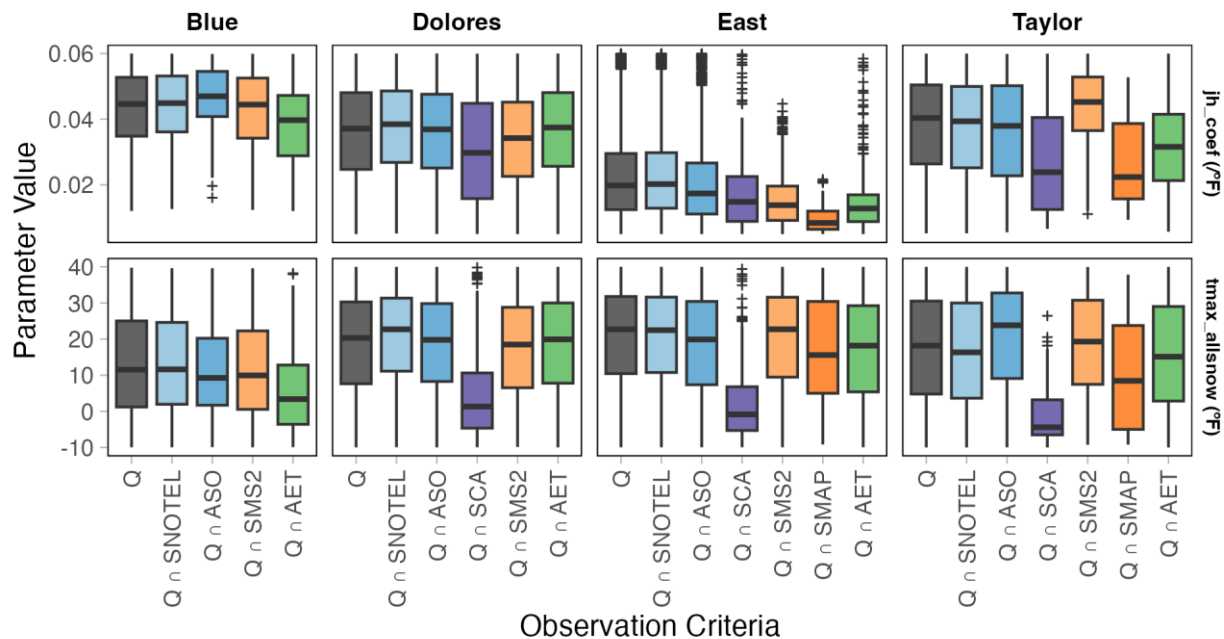 Blue Dolores East Taylor
Parameter Value
0.06
0.04
0.02
jh_coef (/°F)
40
30
20
10
0
-10
tmax_allsnow (°F)
Q
Q ∩ SNOTEL
Q ∩ ASO
Q ∩ SMS2
Q ∩ AET
Q
Q ∩ SNOTEL
Q ∩ ASO
Q ∩ SCA
Q ∩ SMS2
Q ∩ AET
Q
Q ∩ SNOTEL
Q ∩ ASO
Q ∩ SCA
Q ∩ SMS2
Q ∩ SMAP
Q ∩ AET
Q
Q ∩ SNOTEL
Q ∩ ASO
Q ∩ SCA
Q ∩ SMS2
Q ∩ SMAP
Q ∩ AET
Observation Criteria